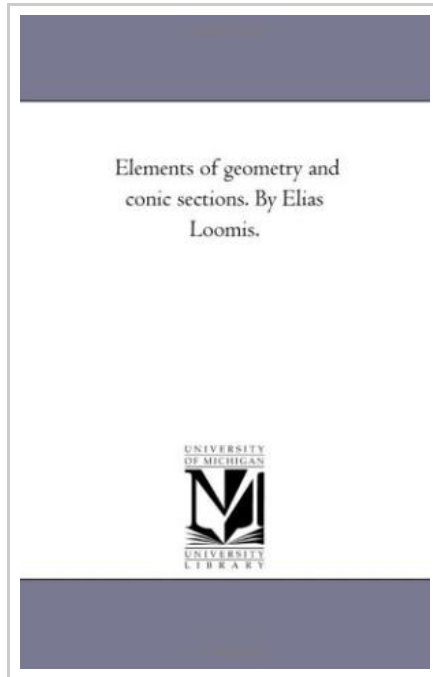 Elements of geometry and
conic sections. By Elias
Loomis.
UNIVERSITY
OF MICHIGAN
UNIVERSITY
LIBRARY